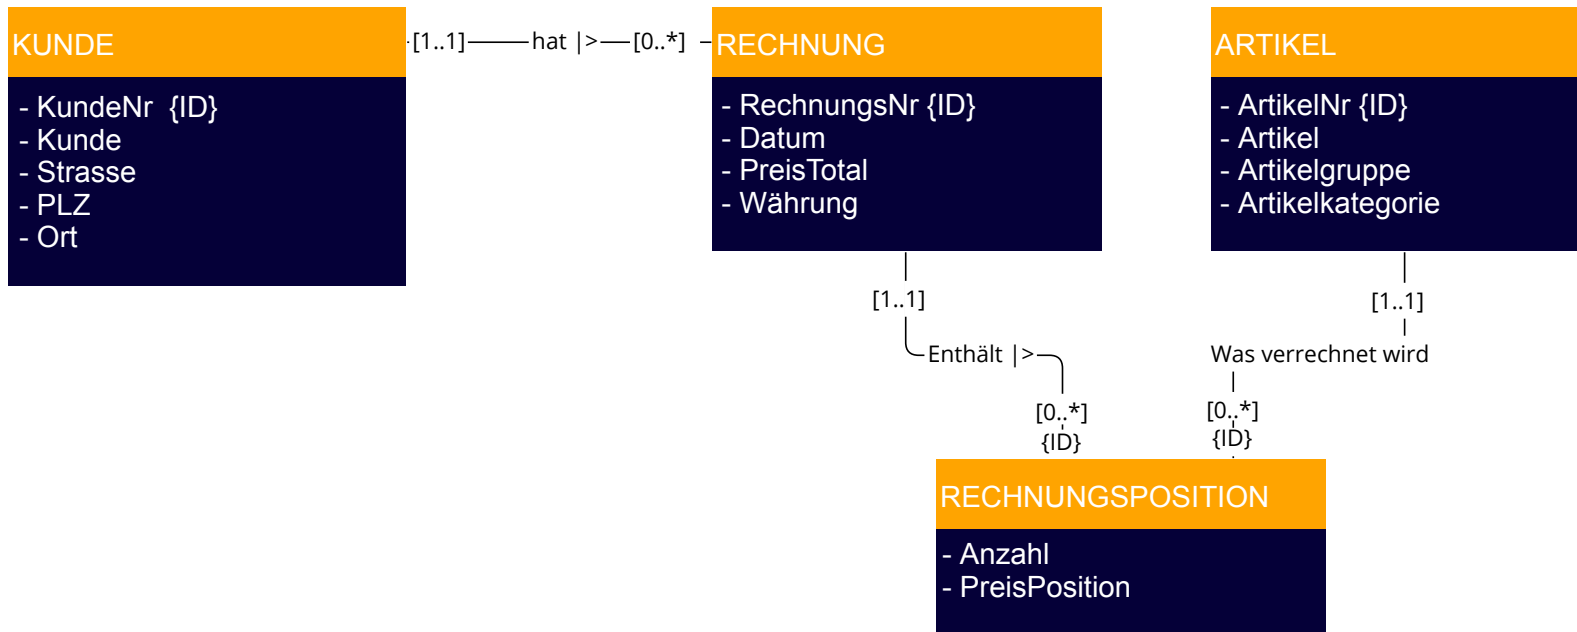 KUNDE
- KundeNr {ID}
- Kunde
- Strasse
- PLZ
- Ort
[1..1]
hat |>
[0..*]
RECHNUNG
- RechnungsNr {ID}
- Datum
- PreisTotal
- Währung
ARTIKEL
- ArtikelNr {ID}
- Artikel
- Artikelgruppe
- Artikelkategorie
[1..1]
Enthält |>
[0..*]
{ID}
[1..1]
Was verrechnet wird
[0..*]
{ID}
RECHNUNGSPOSITION
- Anzahl
- PreisPosition